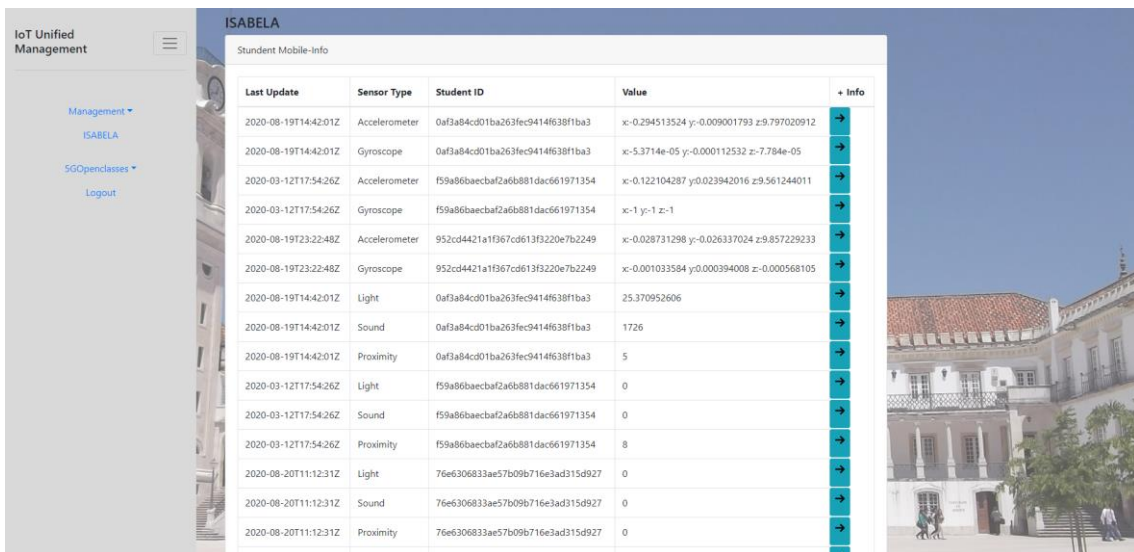 IoT Unified
Management
Management
ISABELA
5GOpenclasses
Logout
ISABELA
Stundent Mobile-Info
Last Update Sensor Type Student ID Value + Info
2020-08-19T14:42:01Z Accelerometer 0af3a84cd01ba263fec9414f638f1ba3 x:-0.294513524 y:-0.009001793 z:9.797020912
2020-08-19T14:42:01Z Gyroscope 0af3a84cd01ba263fec9414f638f1ba3 x:-5.3714e-05 y:-0.000112532 z:-7.784e-05
2020-03-12T17:54:26Z Accelerometer f59a86baecbaf2a6b881dac661971354 x:-0.122104287 y:0.023942016 z:9.561244011
2020-03-12T17:54:26Z Gyroscope f59a86baecbaf2a6b881dac661971354 x:-1 y:-1 z:-1
2020-08-19T23:22:48Z Accelerometer 952cd4421a1f367cd613f3220e7b2249 x:-0.028731298 y:-0.026337024 z:9.857229233
2020-08-19T23:22:48Z Gyroscope 952cd4421a1f367cd613f3220e7b2249 x:-0.001033584 y:0.000394008 z:-0.000568105
2020-08-19T14:42:01Z Light 0af3a84cd01ba263fec9414f638f1ba3 25.370952606
2020-08-19T14:42:01Z Sound 0af3a84cd01ba263fec9414f638f1ba3 1726
2020-08-19T14:42:01Z Proximity 0af3a84cd01ba263fec9414f638f1ba3 5
2020-03-12T17:54:26Z Light f59a86baecbaf2a6b881dac661971354 0
2020-03-12T17:54:26Z Sound f59a86baecbaf2a6b881dac661971354 0
2020-03-12T17:54:26Z Proximity f59a86baecbaf2a6b881dac661971354 8
2020-08-20T11:12:31Z Light 76e6306833ae57b09b716e3ad315d927 0
2020-08-20T11:12:31Z Sound 76e6306833ae57b09b716e3ad315d927 0
2020-08-20T11:12:31Z Proximity 76e6306833ae57b09b716e3ad315d927 0